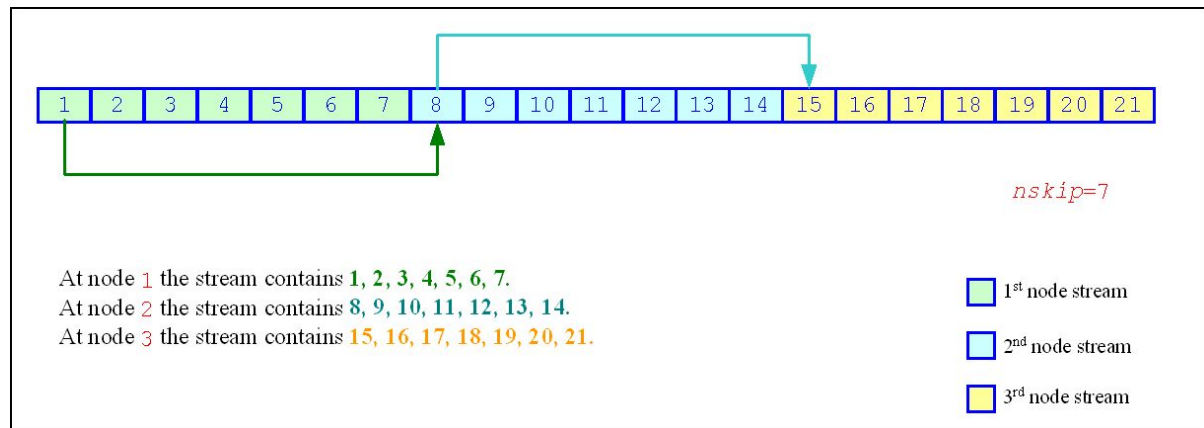 1 2 3 4 5 6 7 8 9 10 11 12 13 14 15 16 17 18 19 20 21
nskip=7
At node 1 the stream contains 1, 2, 3, 4, 5, 6, 7.
At node 2 the stream contains 8, 9, 10, 11, 12, 13, 14.
At node 3 the stream contains 15, 16, 17, 18, 19, 20, 21.
1st node stream
2nd node stream
3rd node stream